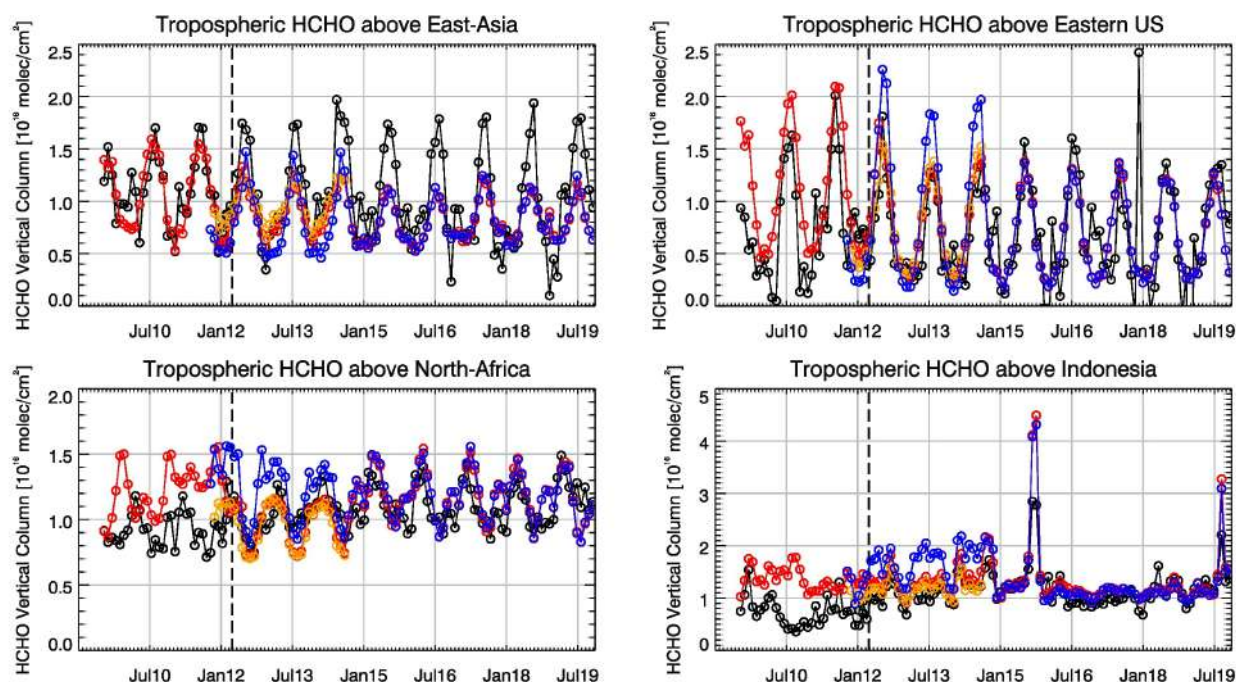 Tropospheric HCHO above East-Asia
HCHO Vertical Column [10¹⁶ molec/cm²]
2.5
2.0
1.5
1.0
0.5
0.0
Jul10 Jan12 Jul13 Jan15 Jul16 Jan18 Jul19
Tropospheric HCHO above Eastern US
HCHO Vertical Column [10¹⁶ molec/cm²]
2.5
2.0
1.5
1.0
0.5
0.0
Jul10 Jan12 Jul13 Jan15 Jul16 Jan18 Jul19
Tropospheric HCHO above North-Africa
HCHO Vertical Column [10¹⁶ molec/cm²]
2.0
1.5
1.0
0.5
0.0
Jul10 Jan12 Jul13 Jan15 Jul16 Jan18 Jul19
Tropospheric HCHO above Indonesia
HCHO Vertical Column [10¹⁶ molec/cm²]
5
4
3
2
1
0
Jul10 Jan12 Jul13 Jan15 Jul16 Jan18 Jul19